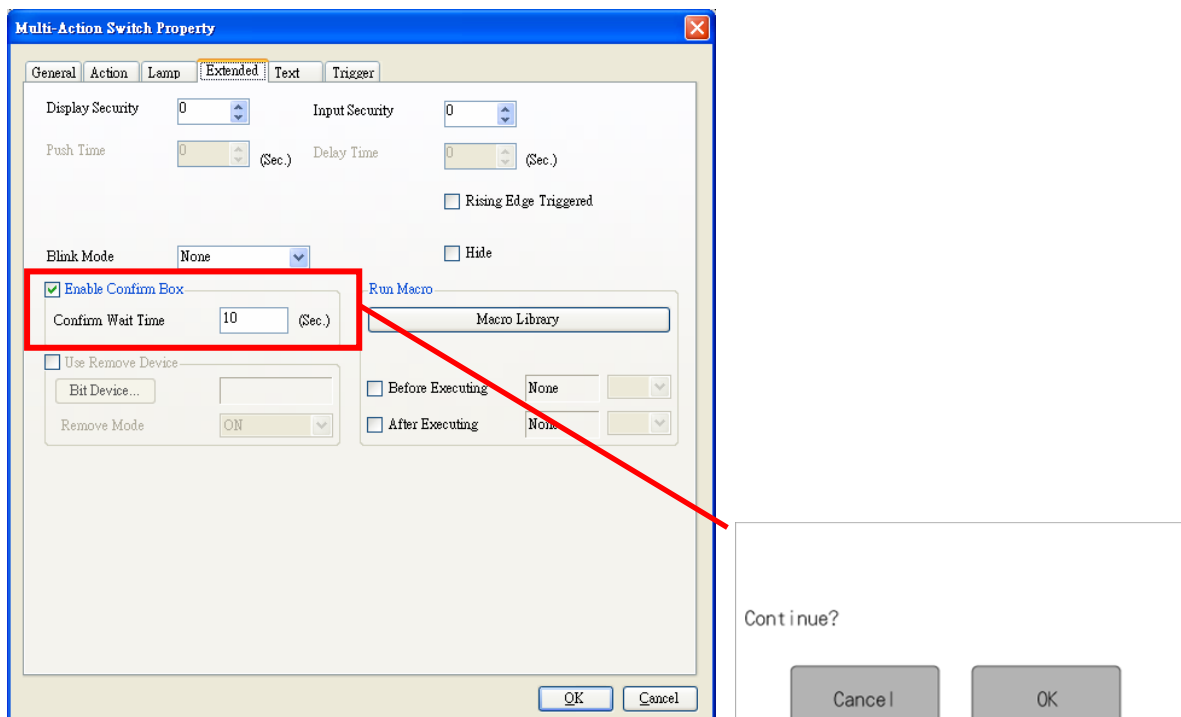 Multi-Action Switch Property
General Action Lamp Extended Text Trigger
Display Security 0 Input Security 0
Push Time 0 (Sec.) Delay Time 0 (Sec.)
Rising Edge Triggered
Blink Mode None Hide
Enable Confirm Box Run Macro
Confirm Wait Time 10 (Sec.) Macro Library
Use Remove Device
Bit Device... Before Executing None
Remove Mode ON After Executing None
OK Cancel
Continue?
Cancel OK